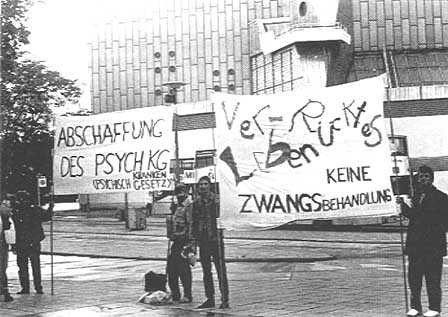 ABSCHAFFUNG
DES PSYCH KG
(PSYCHISCH KRANKEN GESETZ)
Ver-Rücktes
Leben
KEINE
ZWANGSBEHANDLUNG